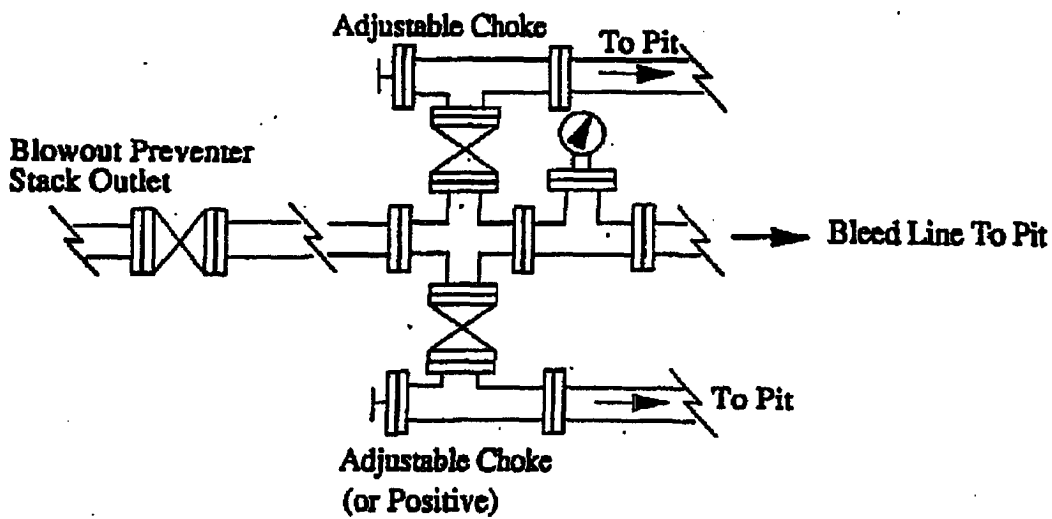 Adjustable Choke
To Pit
Blowout Preventer
Stack Outlet
Bleed Line To Pit
To Pit
Adjustable Choke
(or Positive)